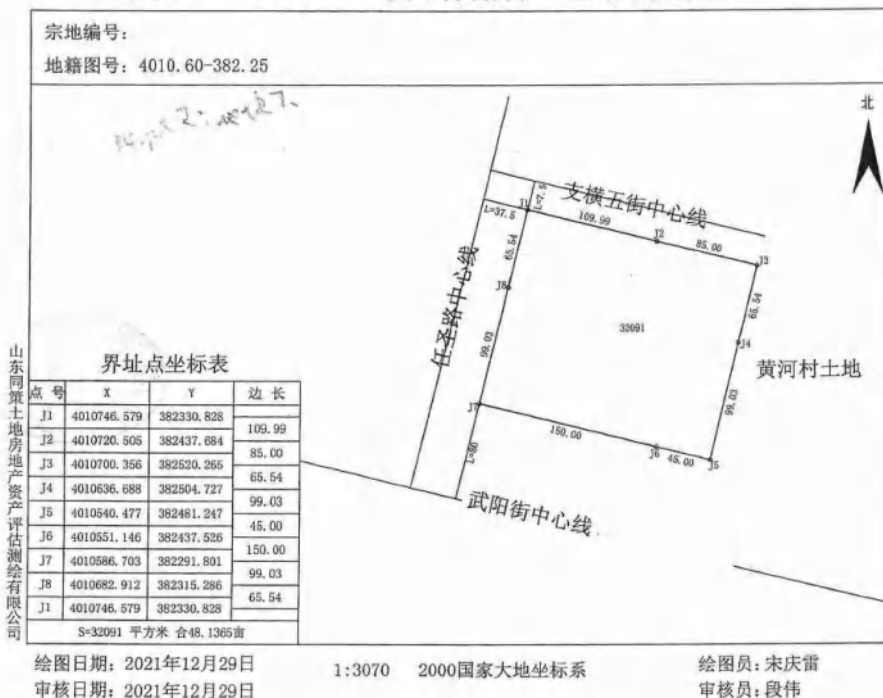 宗地编号:
地籍图号: 4010.60-382.25
北
支横五街中心线
L=7.5
L=37.5
J1
109.99
J2
85.00
J3
65.54
65.54
J8
任圣路中心线
32091
J4
黄河村土地
99.03
99.03
J7
150.00
J6
45.00
J5
L=80
武阳街中心线
山东同策土地房地产资产评估测绘有限公司
界址点坐标表
点 号 X Y 边 长
J1 4010746.579 382330.828
109.99
J2 4010720.505 382437.684
85.00
J3 4010700.356 382520.265
65.54
J4 4010636.688 382504.727
99.03
J5 4010540.477 382481.247
45.00
J6 4010551.146 382437.526
150.00
J7 4010586.703 382291.801
99.03
J8 4010682.912 382315.286
65.54
J1 4010746.579 382330.828
S=32091 平方米 合48.1365亩
绘图日期: 2021年12月29日
1:3070 2000国家大地坐标系
绘图员: 宋庆雷
审核日期: 2021年12月29日
审核员: 段伟